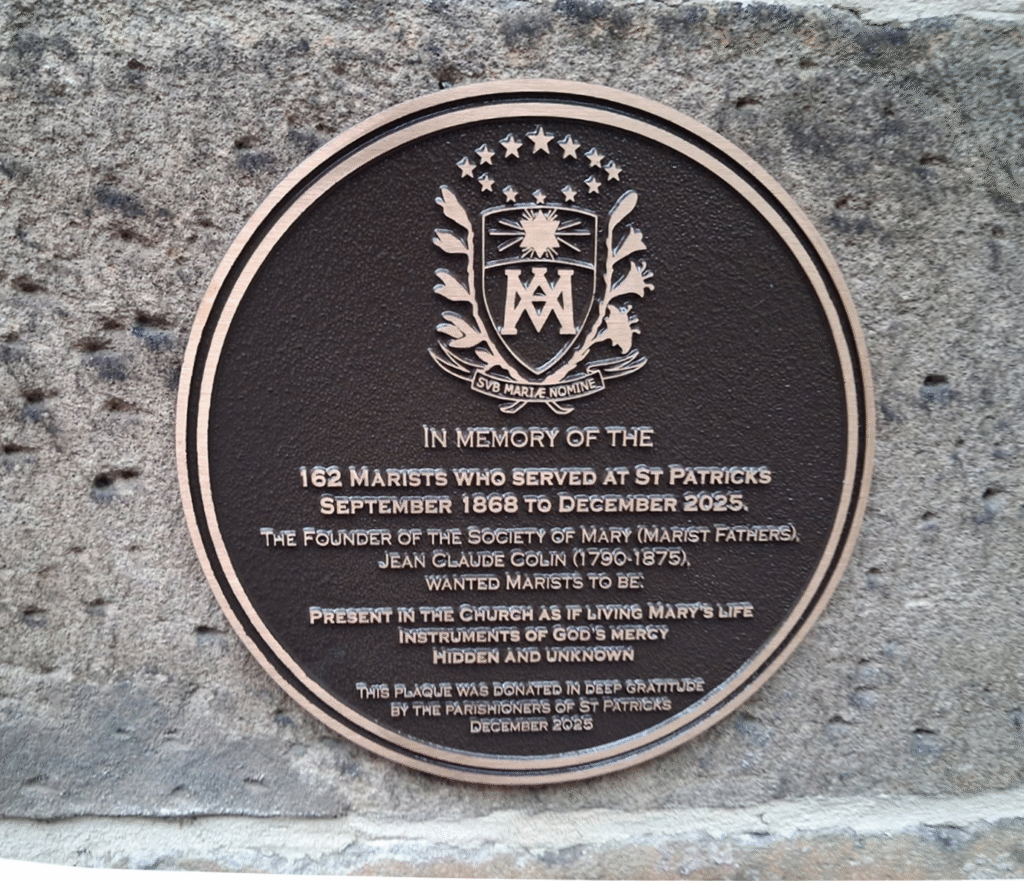 SVB MARIÆ NOMINE
IN MEMORY OF THE
162 MARISTS WHO SERVED AT ST PATRICKS
SEPTEMBER 1868 TO DECEMBER 2025.
THE FOUNDER OF THE SOCIETY OF MARY (MARIST FATHERS),
JEAN CLAUDE COLIN (1790-1875),
WANTED MARISTS TO BE:
PRESENT IN THE CHURCH AS IF LIVING MARY'S LIFE
INSTRUMENTS OF GOD'S MERCY
HIDDEN AND UNKNOWN
THIS PLAQUE WAS DONATED IN DEEP GRATITUDE
BY THE PARISHIONERS OF ST PATRICKS
DECEMBER 2025